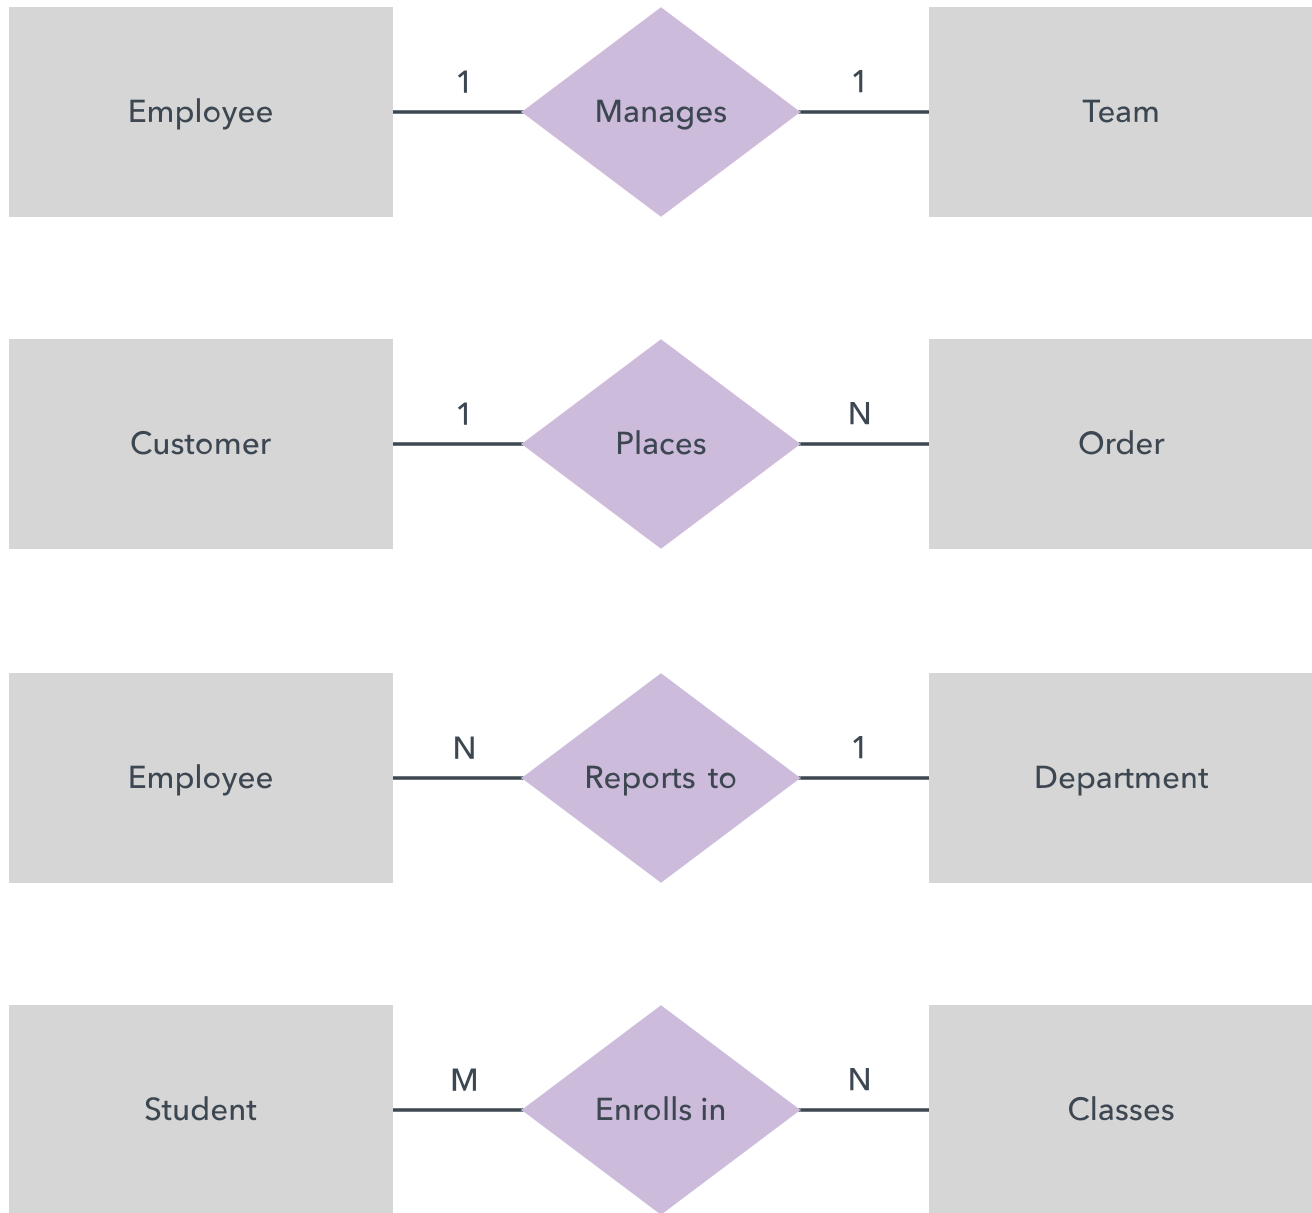 Employee
1
Manages
1
Team
Customer
1
Places
N
Order
Employee
N
Reports to
1
Department
Student
M
Enrolls in
N
Classes